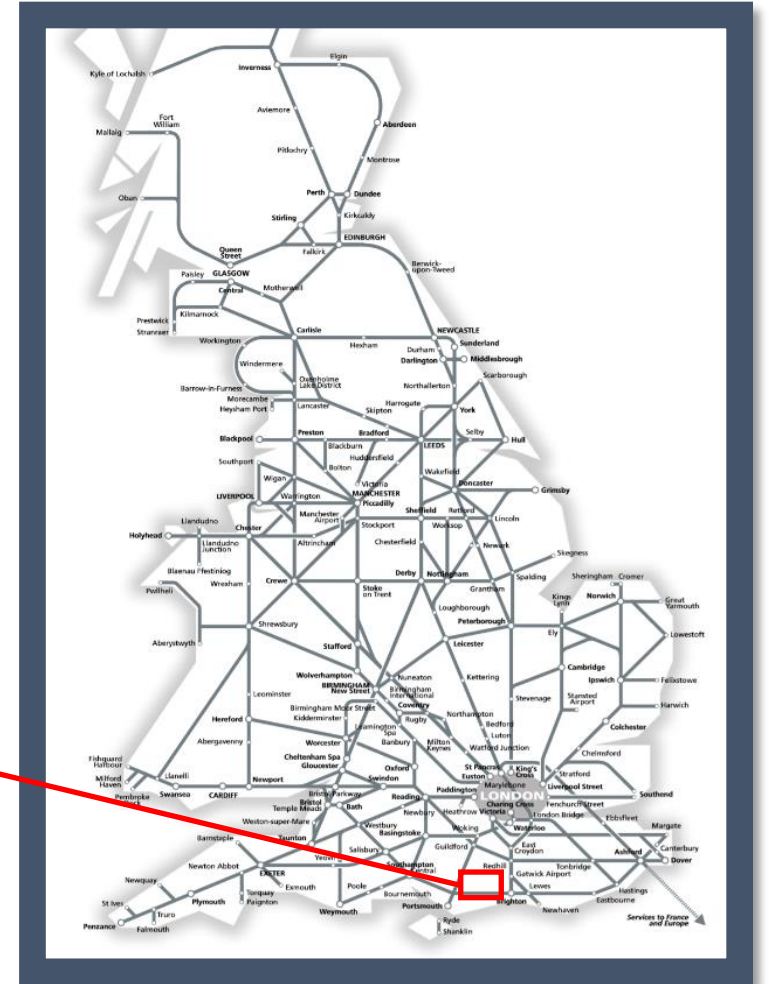 Inverness
Elgin
Kyle of Lochalsh
Aviemore
Fort
William
Mallaig
Aberdeen
Pitlochry
Montrose
Perth
Dundee
Oban
Stirling
Kirkcaldy
EDINBURGH
Queen
Street
Falkirk
Berwick-
upon-Tweed
Paisley
GLASGOW
Central
Motherwell
Prestwick
Kilmarnock
Stranraer
Carlisle
NEWCASTLE
Workington
Hexham
Sunderland
Durham
Darlington
Middlesbrough
Windermere
Oxenholme
Lake District
Northallerton
Scarborough
Barrow-in-Furness
Morecambe
Heysham Port
Lancaster
Harrogate
York
Skipton
Blackpool
Preston
Bradford
Selby
Hull
Blackburn
LEEDS
Huddersfield
Southport
Bolton
Wakefield
Wigan
Victoria
Doncaster
MANCHESTER
Grimsby
LIVERPOOL
Warrington
Piccadilly
Manchester
Airport
Sheffield
Retford
Llandudno
Stockport
Worksop
Lincoln
Holyhead
Chester
Llandudno
Junction
Altrincham
Chesterfield
Newark
Skegness
Blaenau Ffestiniog
Pwllheli
Wrexham
Crewe
Stoke
on Trent
Derby
Nottingham
Grantham
Spalding
Sheringham
Cromer
Kings
Lynn
Norwich
Great
Yarmouth
Loughborough
Peterborough
Ely
Lowestoft
Aberystwyth
Shrewsbury
Stafford
Leicester
Wolverhampton
Cambridge
BIRMINGHAM
New Street
Nuneaton
Kettering
Ipswich
Felixstowe
Leominster
Birmingham
International
Stansted
Airport
Stevenage
Harwich
Birmingham Moor Street
Coventry
Hereford
Kidderminster
Rugby
Northampton
Colchester
Leamington
Spa
Bedford
Abergavenny
Worcester
Banbury
Milton
Keynes
Luton
Watford Junction
Chelmsford
Fishguard
Harbour
Cheltenham Spa
Gloucester
Oxford
St Pancras
King's
Cross
Euston
Stratford
Milford
Haven
Llanelli
Newport
Swindon
Marylebone
Liverpool Street
Paddington
Pembroke
Dock
Swansea
CARDIFF
Bristol Parkway
Reading
LONDON
Southend
Bristol
Temple Meads
Bath
Charing Cross
Fenchurch Street
Newbury
Heathrow
Victoria
London Bridge
Ebbsfleet
Weston-super-Mare
Westbury
Basingstoke
Woking
Waterloo
Margate
Barnstaple
Taunton
Salisbury
Guildford
East
Croydon
Canterbury
Ashford
Dover
Newton Abbot
EXETER
Southampton
Central
Redhill
Tonbridge
Gatwick Airport
Newquay
Exmouth
Poole
Lewes
Hastings
Torquay
Paignton
Bournemouth
Brighton
Eastbourne
St Ives
Plymouth
Weymouth
Portsmouth
Newhaven
Truro
Penzance
Falmouth
Ryde
Shanklin
Services to France
and Europe